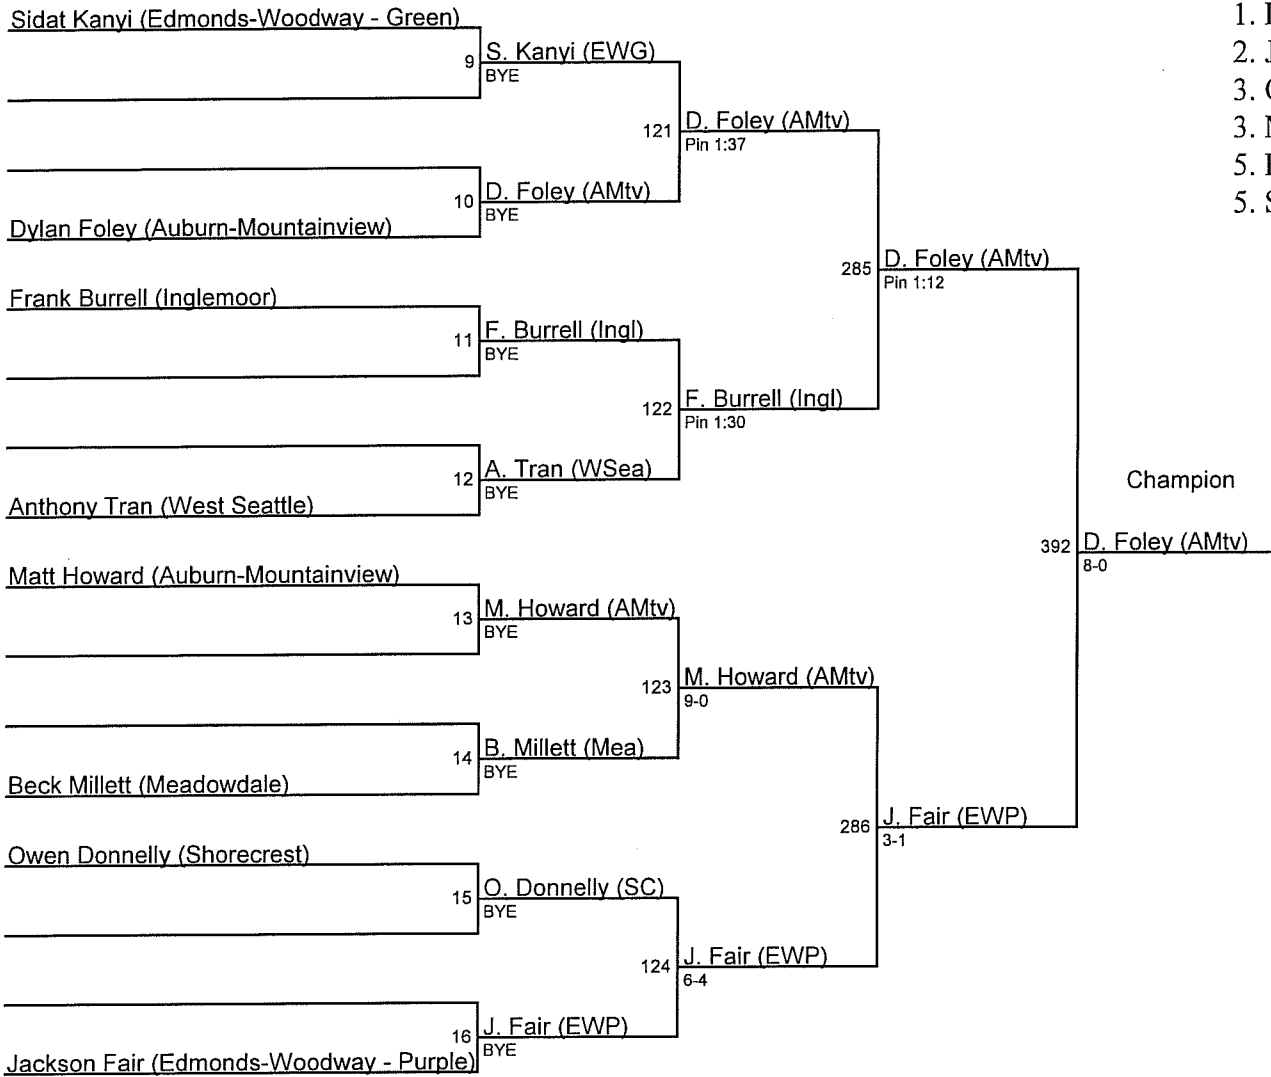 Sidat Kanyi (Edmonds-Woodway - Green)
9
S. Kanyi (EWG)
BYE
121
D. Foley (AMtv)
Pin 1:37
10
D. Foley (AMtv)
BYE
Dylan Foley (Auburn-Mountainview)
285
D. Foley (AMtv)
Pin 1:12
Frank Burrell (Inglemoor)
11
F. Burrell (Ingl)
BYE
122
F. Burrell (Ingl)
Pin 1:30
12
A. Tran (WSea)
BYE
Anthony Tran (West Seattle)
Champion
392
D. Foley (AMtv)
8-0
Matt Howard (Auburn-Mountainview)
13
M. Howard (AMtv)
BYE
123
M. Howard (AMtv)
9-0
14
B. Millett (Mea)
BYE
Beck Millett (Meadowdale)
286
J. Fair (EWP)
3-1
Owen Donnelly (Shorecrest)
15
O. Donnelly (SC)
BYE
124
J. Fair (EWP)
6-4
16
J. Fair (EWP)
BYE
Jackson Fair (Edmonds-Woodway - Purple)
1.
2.
3.
3.
5.
5.